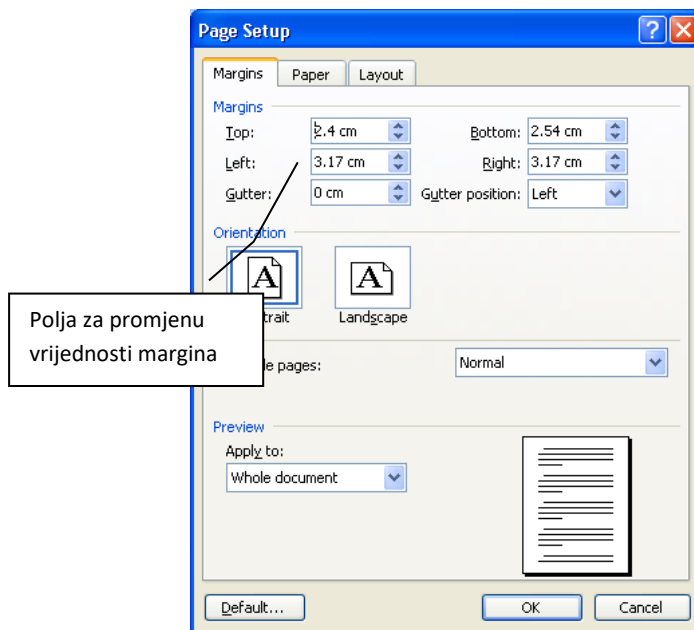 Page Setup
Margins Paper Layout
Margins
Top: 2.4 cm Bottom: 2.54 cm
Left: 3.17 cm Right: 3.17 cm
Gutter: 0 cm Gutter position: Left
Orientation
A A
trait Landscape
Polja za promjenu
vrijednosti margina
e pages: Normal
Preview
Apply to:
Whole document
Default... OK Cancel